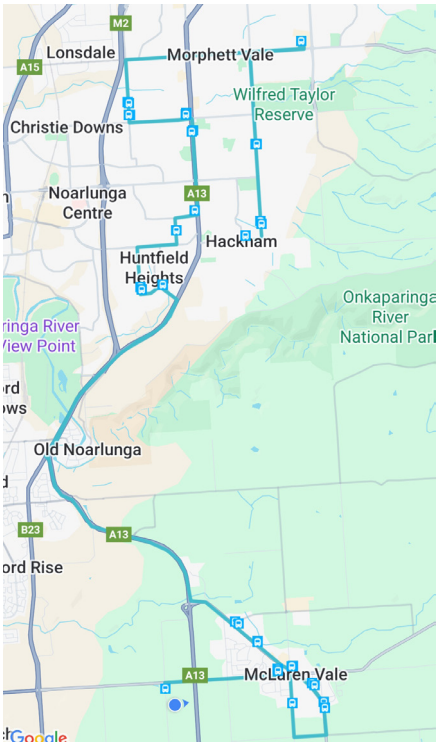 M2
Lonsdale
Morphett Vale
A15
Wilfred Taylor
Reserve
Christie Downs
Noarlunga
Centre
A13
Hackham
Huntfield
Heights
Onkaparinga
River
National Park
ringa River
View Point
ord
ows
Old Noarlunga
d
B23
A13
ord Rise
A13
McLaren Vale
Google